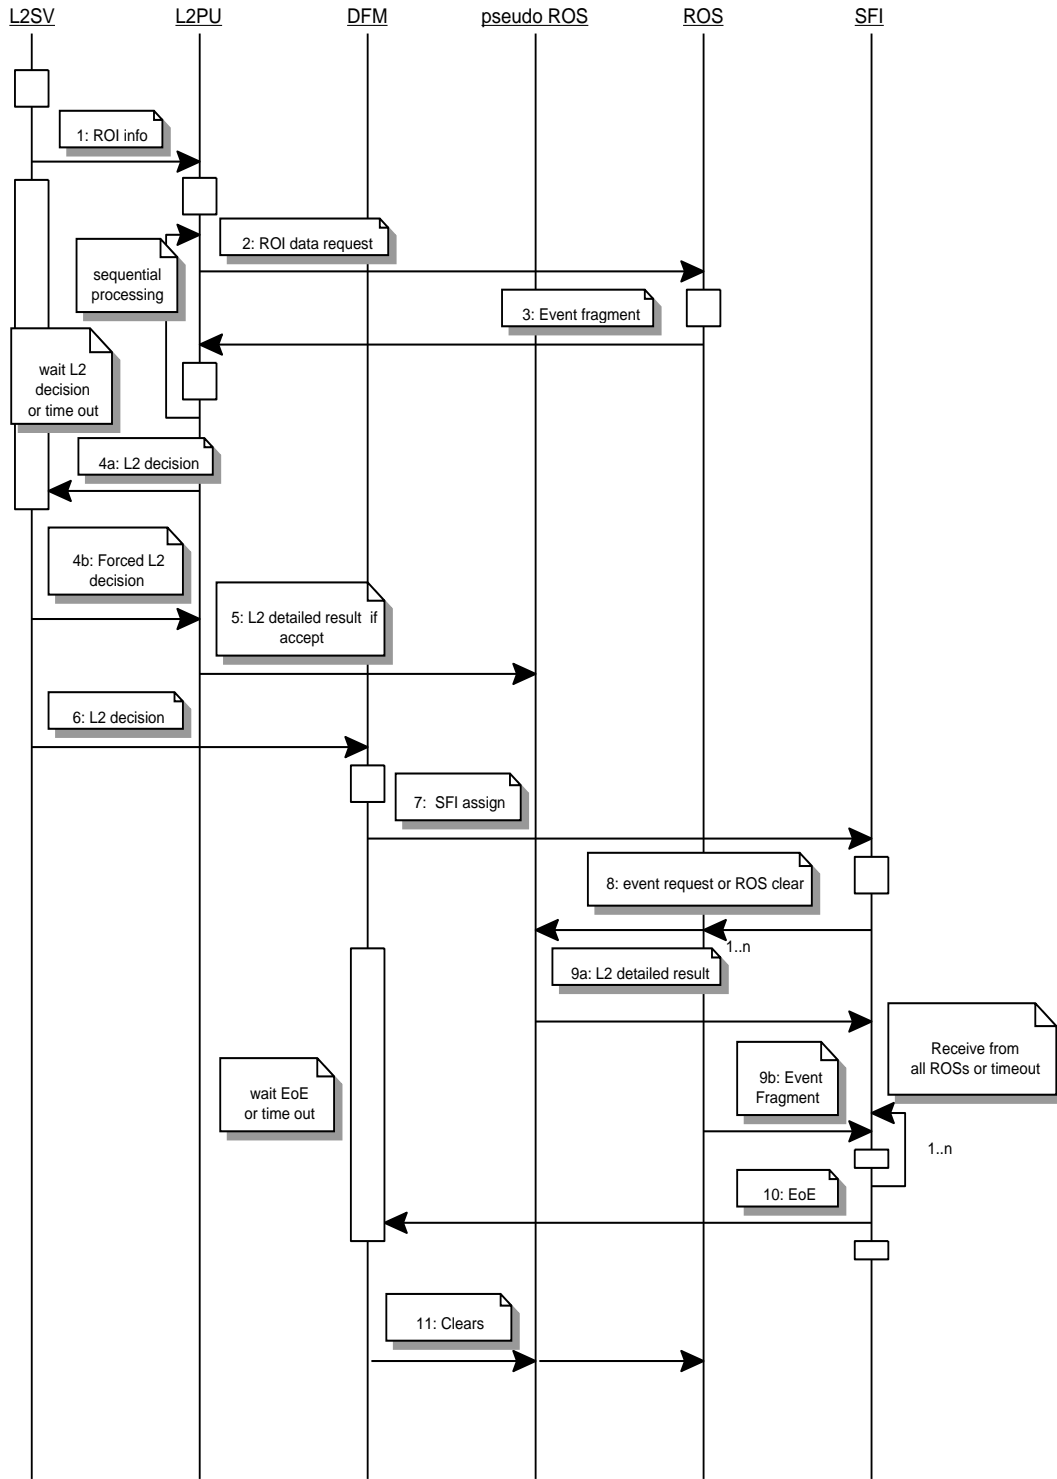 L2SV L2PU DFM pseudo ROS ROS SFI
1: ROI info
2: ROI data request
sequential
processing
3: Event fragment
wait L2
decision
or time out
4a: L2 decision
4b: Forced L2
decision
5: L2 detailed result if
accept
6: L2 decision
7: SFI assign
8: event request or ROS clear
1..n
9a: L2 detailed result
Receive from
all ROSs or timeout
wait EoE
or time out
9b: Event
Fragment
1..n
10: EoE
11: Clears